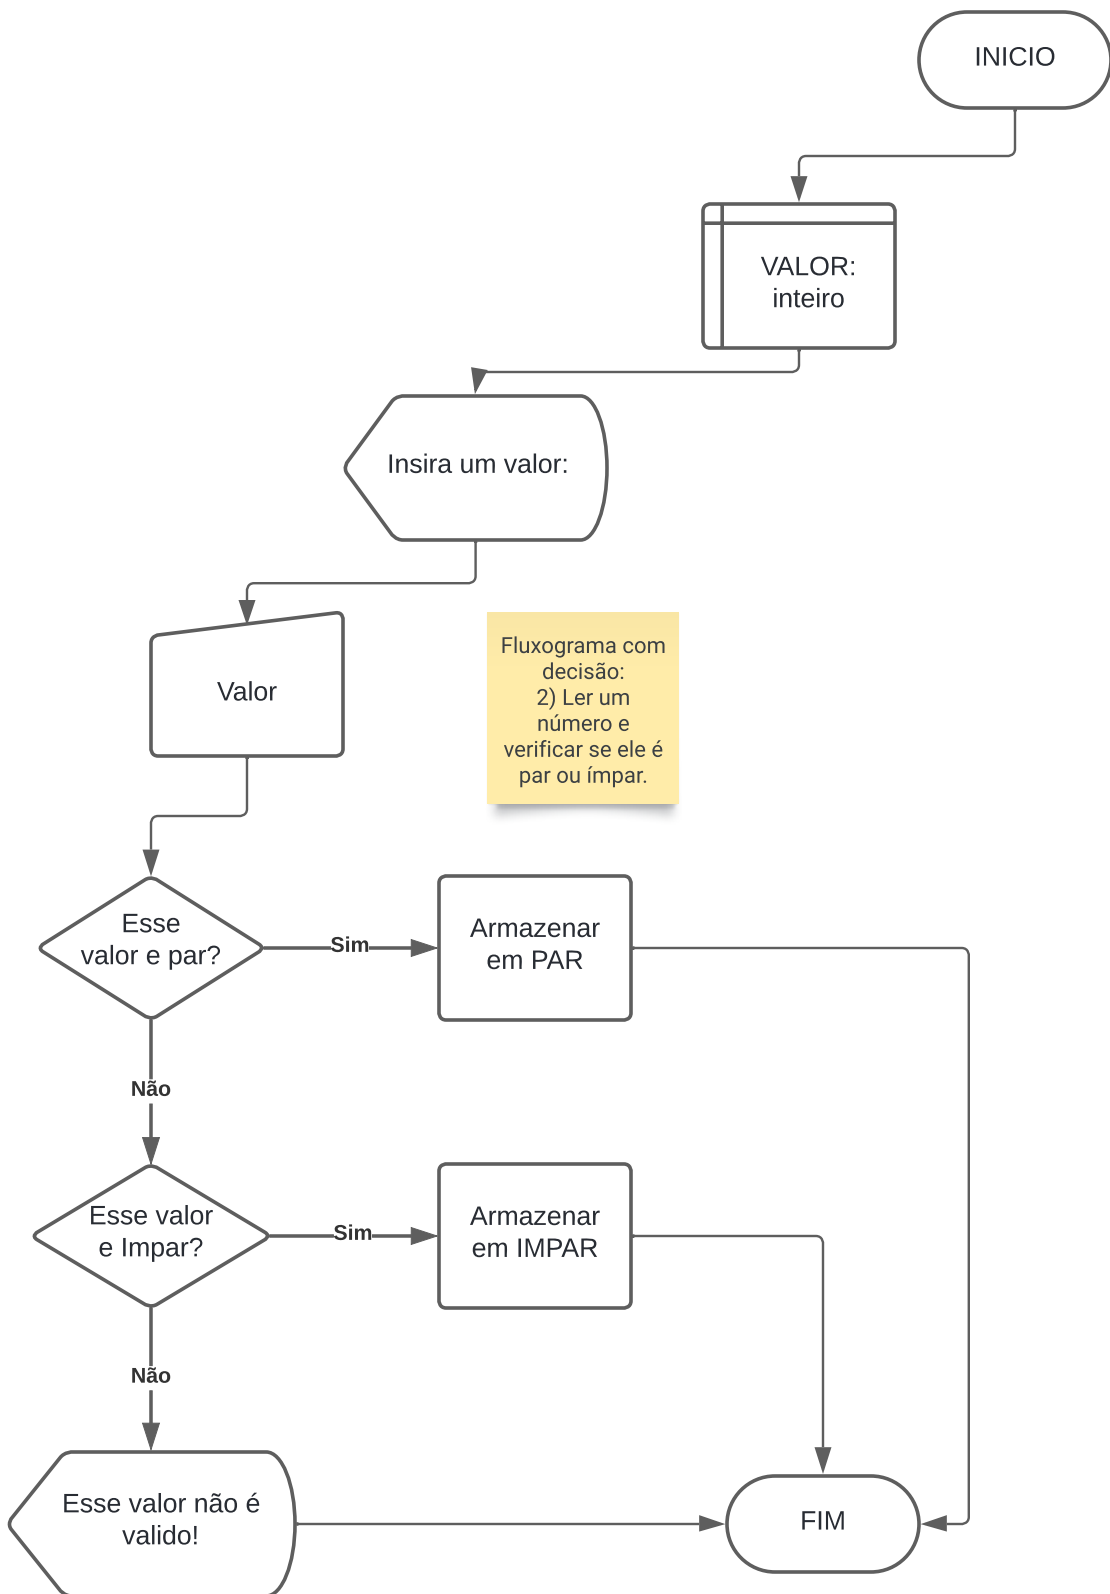 INICIO
VALOR:
inteiro
Insira um valor:
Valor
Fluxograma com
decisão:
2) Ler um
número e
verificar se ele é
par ou ímpar.
Esse
valor e par?
Sim
Armazenar
em PAR
Não
Esse valor
e Impar?
Sim
Armazenar
em IMPAR
Não
Esse valor não é
valido!
FIM